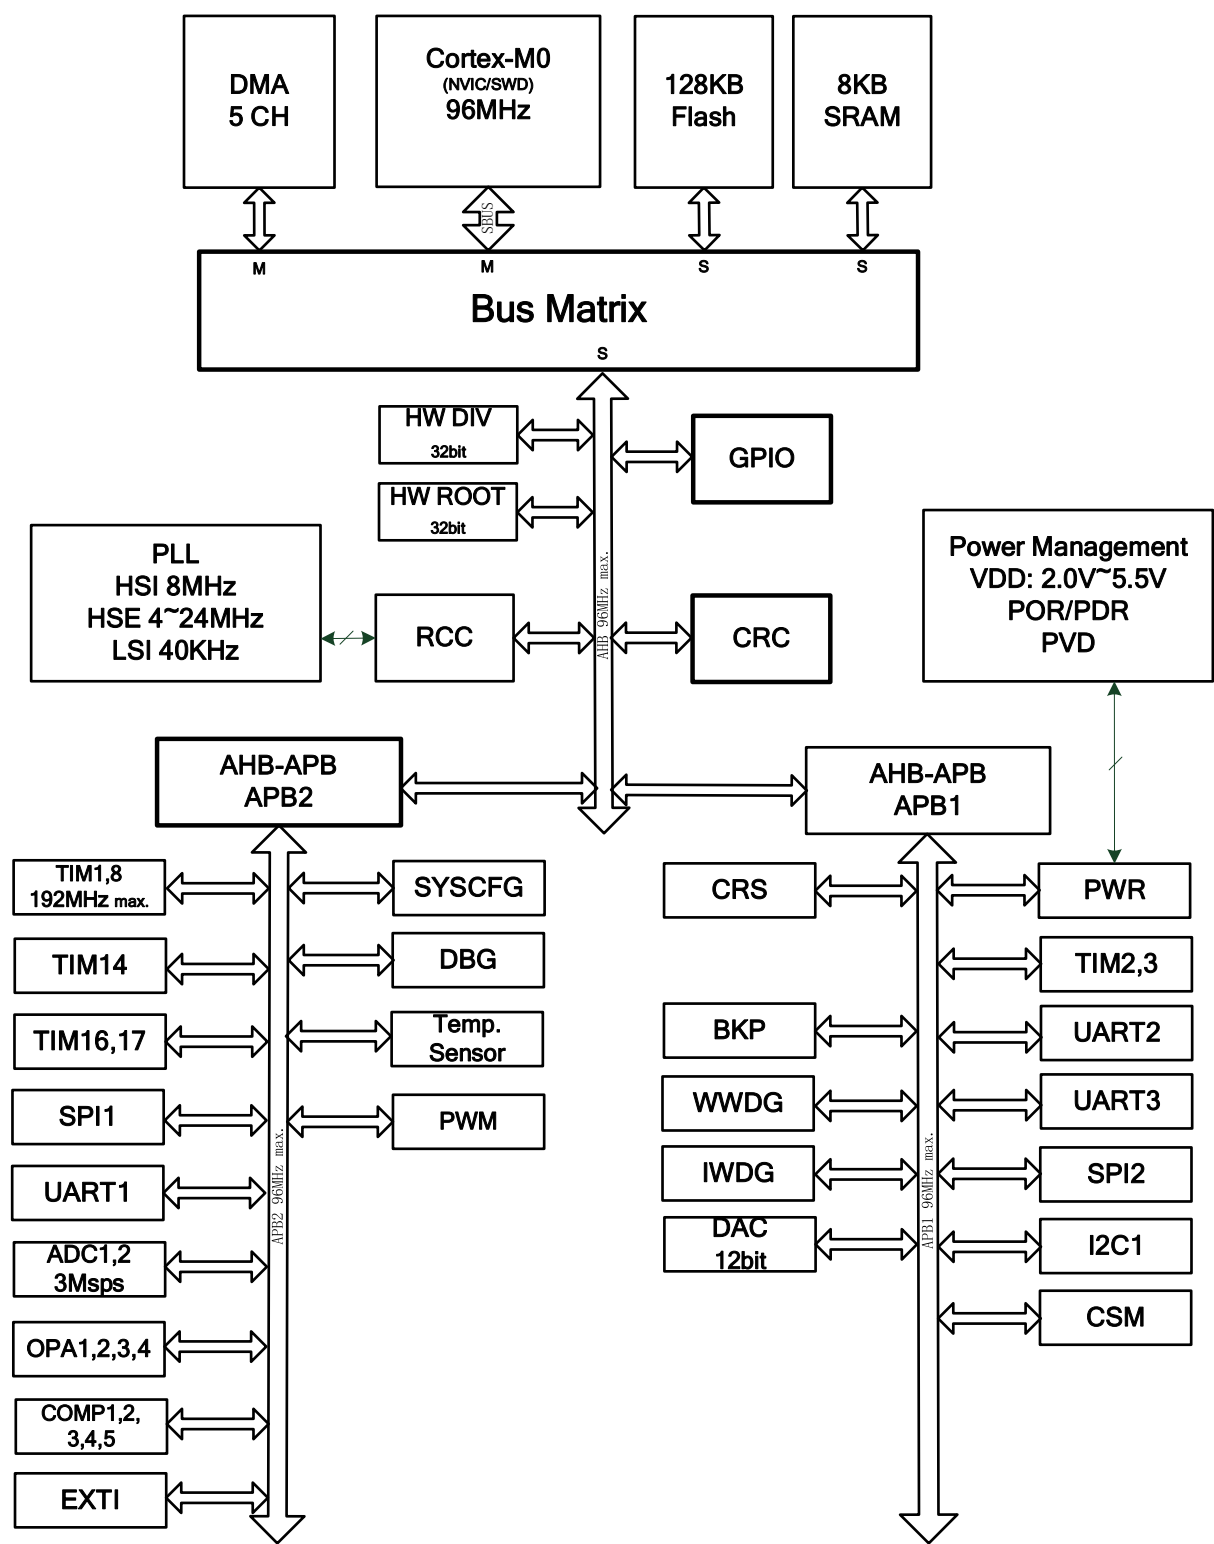 DMA
5 CH
Cortex-M0
(NVIC/SWD)
96MHz
128KB
Flash
8KB
SRAM
SBUS
M
M
S
S
Bus Matrix
S
HW DIV
32bit
GPIO
HW ROOT
32bit
AHB 96MHz max.
PLL
HSI 8MHz
HSE 4~24MHz
LSI 40KHz
RCC
CRC
Power Management
VDD: 2.0V~5.5V
POR/PDR
PVD
AHB-APB
APB2
AHB-APB
APB1
TIM1,8
192MHz max.
TIM14
TIM16,17
SPI1
UART1
ADC1,2
3Msps
OPA1,2,3,4
COMP1,2,
3,4,5
EXTI
APB2 96MHz max.
SYSCFG
DBG
Temp.
Sensor
PWM
CRS
BKP
WWDG
IWDG
DAC
12bit
APB1 96MHz max.
PWR
TIM2,3
UART2
UART3
SPI2
I2C1
CSM